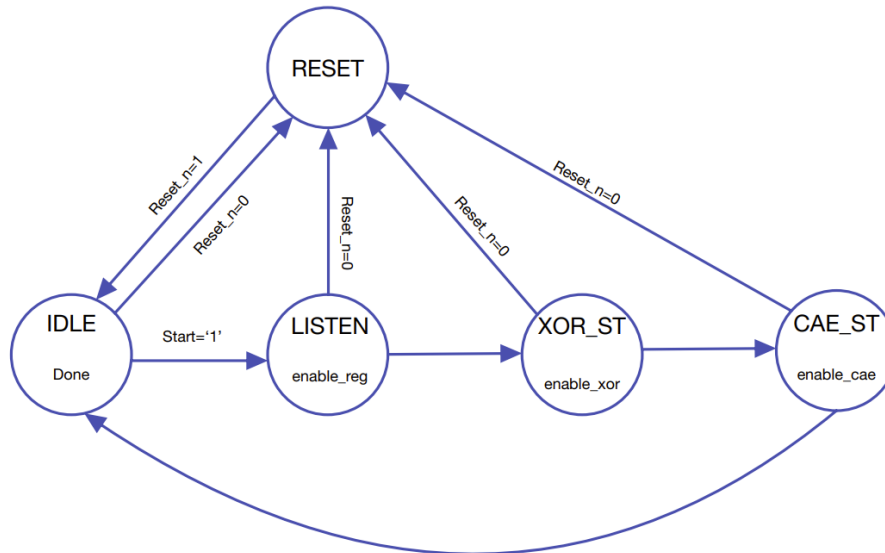 RESET
Reset_n=1
Reset_n=0
Reset_n=0
Reset_n=0
Reset_n=0
IDLE
Done
Start=‘1’
LISTEN
enable_reg
XOR_ST
enable_xor
CAE_ST
enable_cae